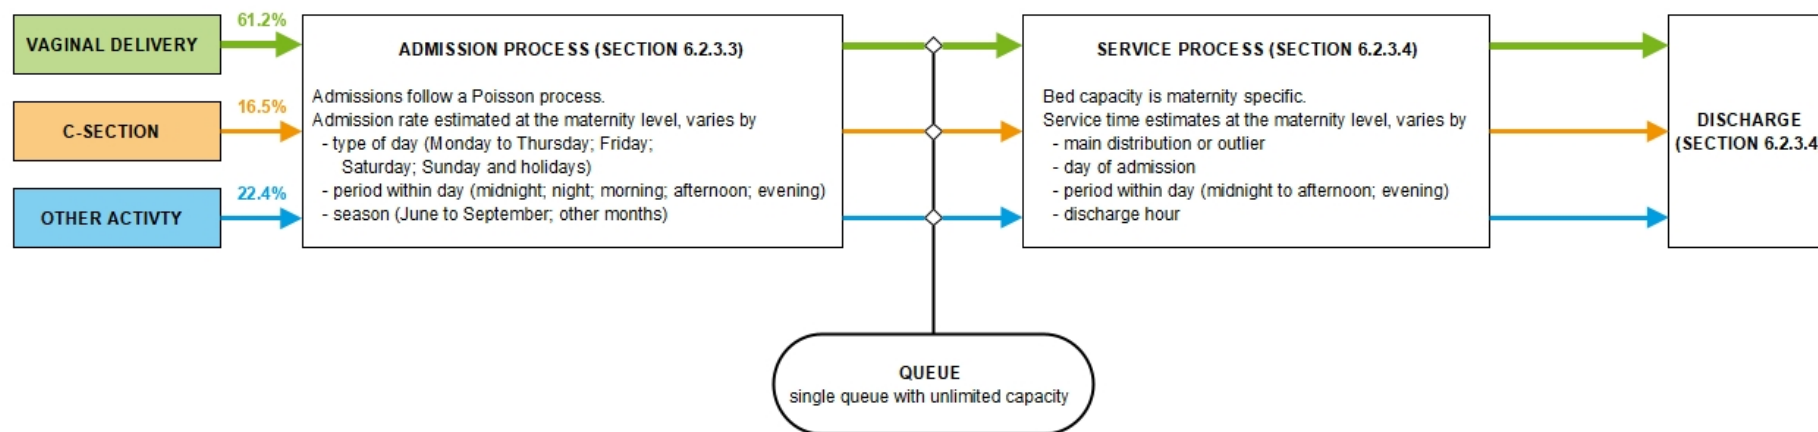 VAGINAL DELIVERY
61.2%
C-SECTION
16.5%
OTHER ACTIVTY
22.4%
ADMISSION PROCESS (SECTION 6.2.3.3)
Admissions follow a Poisson process.
Admission rate estimated at the maternity level, varies by
- type of day (Monday to Thursday; Friday;
Saturday; Sunday and holidays)
- period within day (midnight; night; morning; afternoon; evening)
- season (June to September; other months)
QUEUE
single queue with unlimited capacity
SERVICE PROCESS (SECTION 6.2.3.4)
Bed capacity is maternity specific.
Service time estimates at the maternity level, varies by
- main distribution or outlier
- day of admission
- period within day (midnight to afternoon; evening)
- discharge hour
DISCHARGE
(SECTION 6.2.3.4